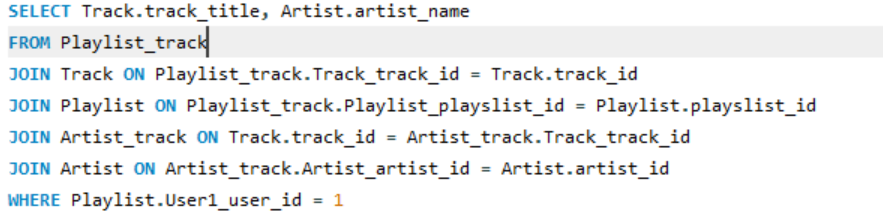 SELECT Track.track_title, Artist.artist_name
FROM Playlist_track
JOIN Track ON Playlist_track.Track_track_id = Track.track_id
JOIN Playlist ON Playlist_track.Playlist_playslist_id = Playlist.playslist_id
JOIN Artist_track ON Track.track_id = Artist_track.Track_track_id
JOIN Artist ON Artist_track.Artist_artist_id = Artist.artist_id
WHERE Playlist.User1_user_id = 1